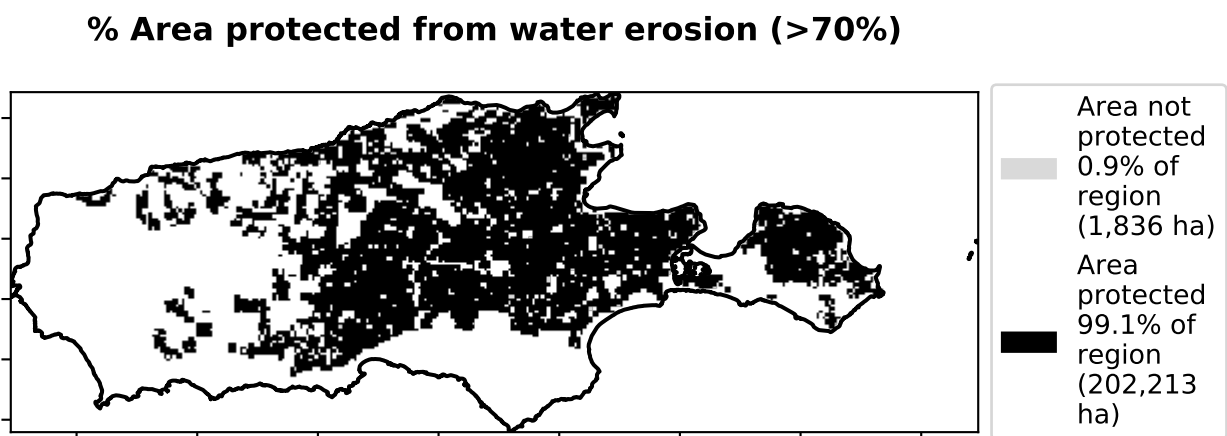 % Area protected from water erosion (>70%)
Area not
protected
0.9% of
region
(1,836 ha)
Area
protected
99.1% of
region
(202,213
ha)